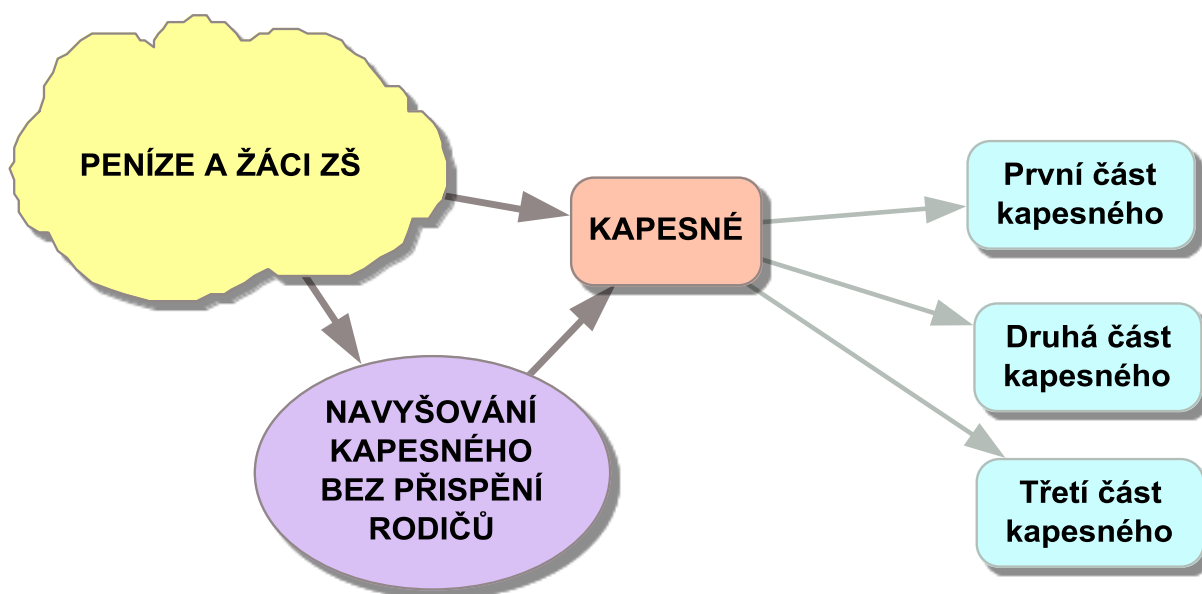 PENÍZE A ŽÁCI ZŠ
KAPESNÉ
První část
kapesného
Druhá část
kapesného
Třetí část
kapesného
NAVYŠOVÁNÍ
KAPESNÉHO
BEZ PŘISPĚNÍ
RODIČŮ